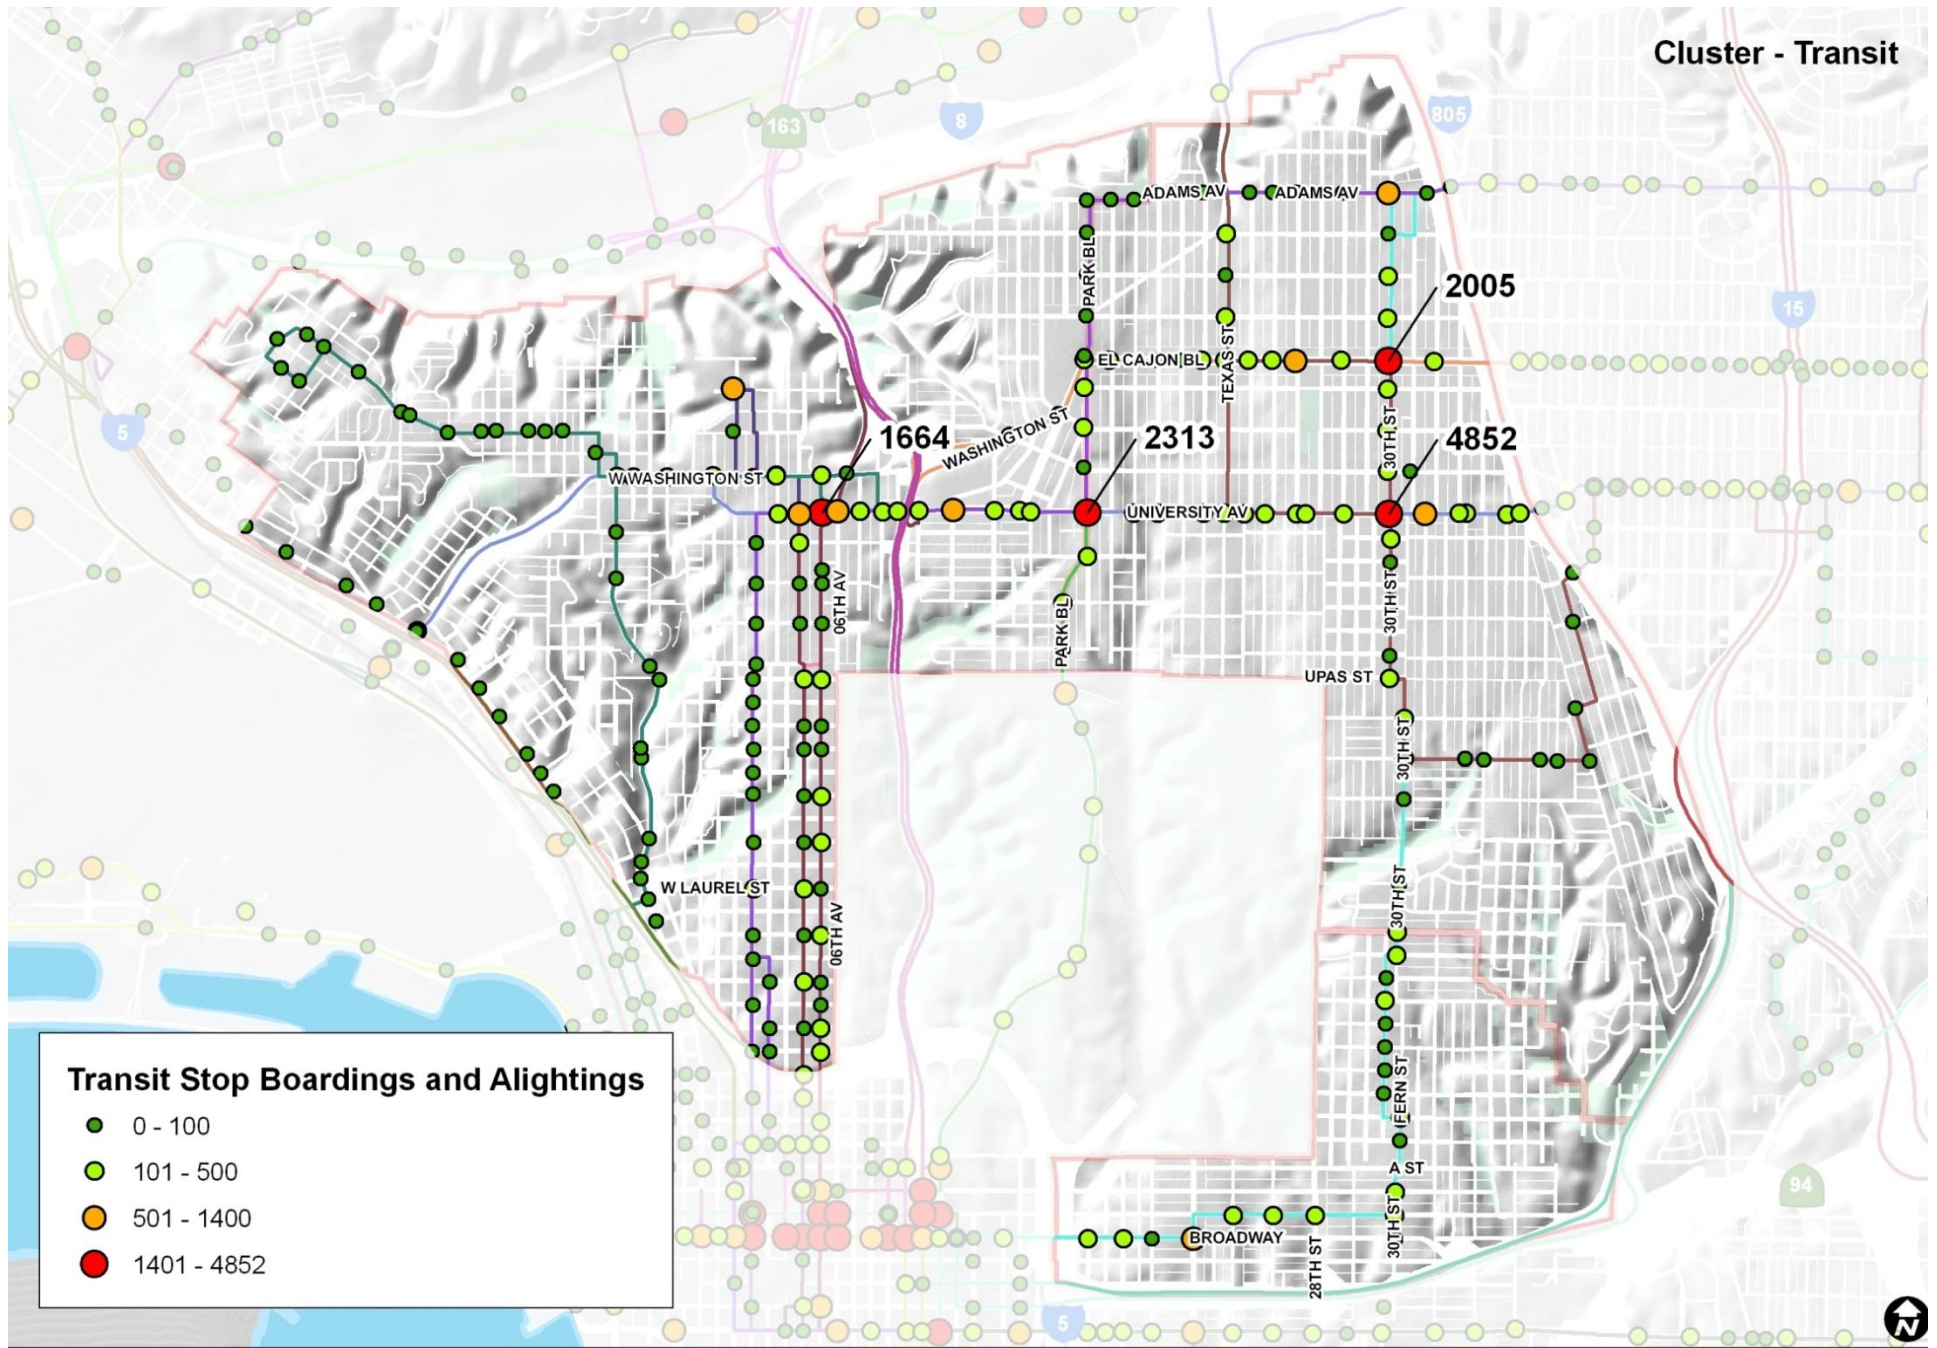 Cluster - Transit
163
8
805
ADAMS AV
ADAMS AV
PARK BL
2005
15
EL CAJON BL
TEXAS ST
5
WASHINGTON ST
1664
2313
30TH ST
4852
W WASHINGTON ST
UNIVERSITY AV
06TH AV
30TH ST
PARK BL
UPAS ST
30TH ST
W LAUREL ST
30TH ST
06TH AV
FERN ST
A ST
94
30TH ST
BROADWAY
28TH ST
5
Transit Stop Boardings and Alightings
0 - 100
101 - 500
501 - 1400
1401 - 4852
N